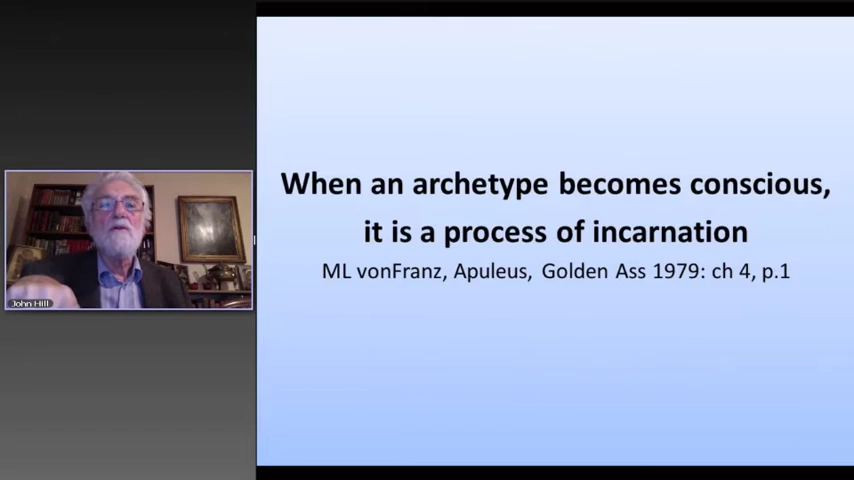 When an archetype becomes conscious,
it is a process of incarnation
ML vonFranz, Apuleus, Golden Ass 1979: ch 4, p.1
John Hill